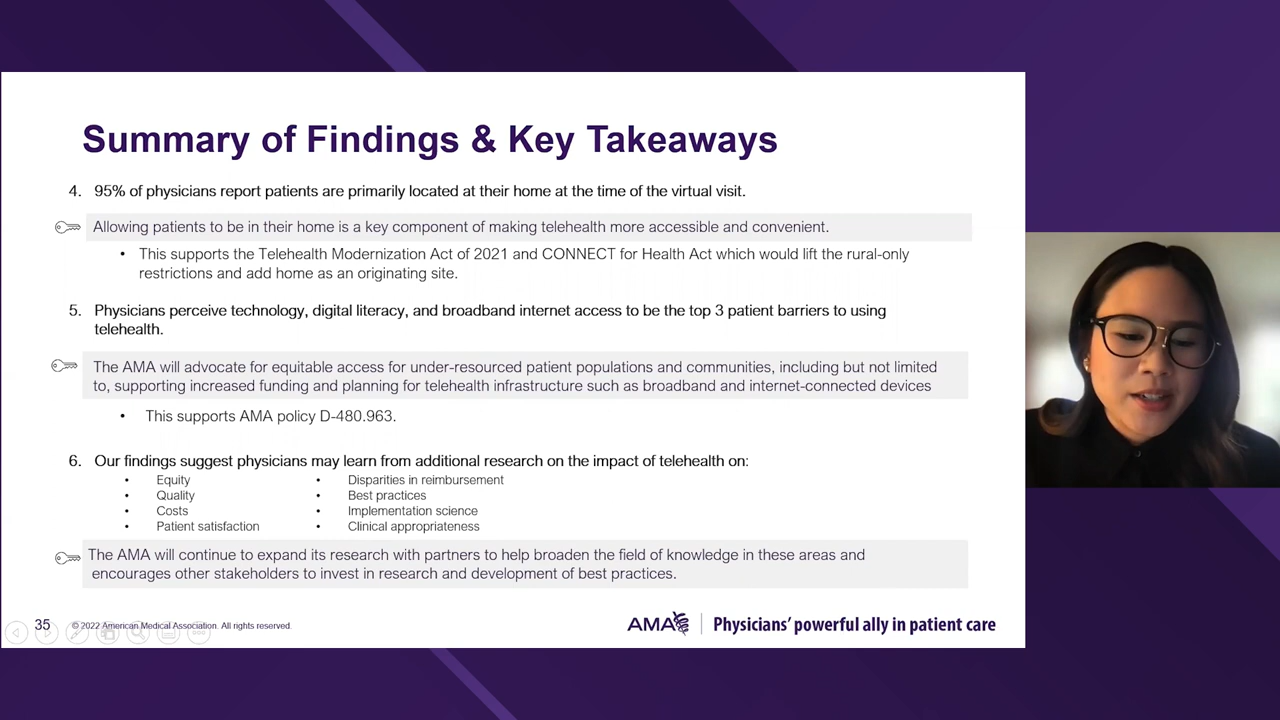 Summary of Findings & Key Takeaways
4. 95% of physicians report patients are primarily located at their home at the time of the virtual visit.
Allowing patients to be in their home is a key component of making telehealth more accessible and convenient.
• This supports the Telehealth Modernization Act of 2021 and CONNECT for Health Act which would lift the rural-only
restrictions and add home as an originating site.
5. Physicians perceive technology, digital literacy, and broadband internet access to be the top 3 patient barriers to using
telehealth.
The AMA will advocate for equitable access for under-resourced patient populations and communities, including but not limited
to, supporting increased funding and planning for telehealth infrastructure such as broadband and internet-connected devices
• This supports AMA policy D-480.963.
6. Our findings suggest physicians may learn from additional research on the impact of telehealth on:
• Equity
• Quality
• Costs
• Patient satisfaction
• Disparities in reimbursement
• Best practices
• Implementation science
• Clinical appropriateness
The AMA will continue to expand its research with partners to help broaden the field of knowledge in these areas and
encourages other stakeholders to invest in research and development of best practices.
35 © 2022 American Medical Association. All rights reserved.
AMA Physicians' powerful ally in patient care